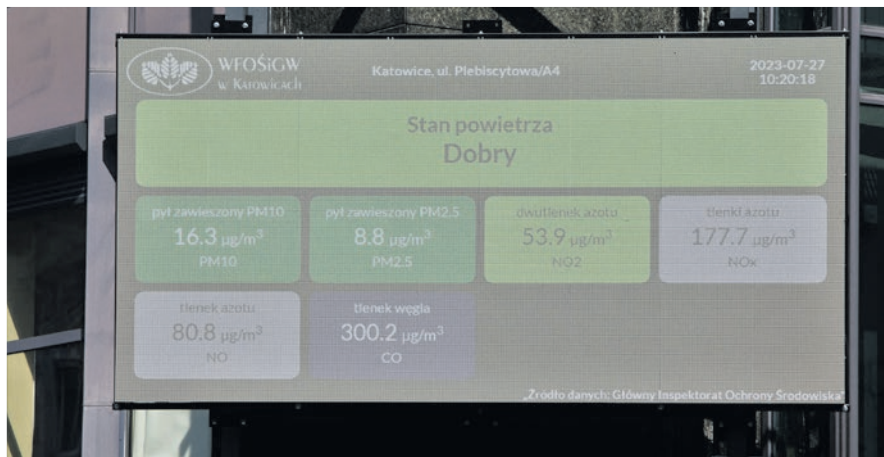 WFOŚiGW
w Katowicach
Katowice, ul. Plebiscytowa/A4
2023-07-27
10:20:18
Stan powietrza
Dobry
pył zawieszony PM10
16.3 µg/m³
PM10
pył zawieszony PM2.5
8.8 µg/m³
PM2.5
dwutlenek azotu
53.9 µg/m³
NO2
tlenki azotu
177.7 µg/m³
NOx
tlenek azotu
80.8 µg/m³
NO
tlenek węgla
300.2 µg/m³
CO
„Źródło danych: Główny Inspektorat Ochrony Środowiska"